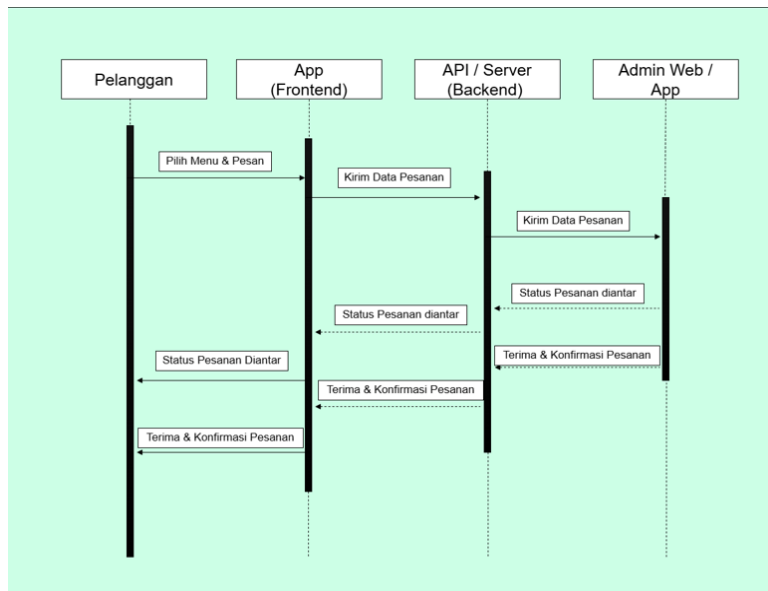 Pelanggan
App
(Frontend)
API / Server
(Backend)
Admin Web /
App
Pilih Menu & Pesan
Kirim Data Pesanan
Kirim Data Pesanan
Status Pesanan diantar
Status Pesanan diantar
Terima & Konfirmasi Pesanan
Status Pesanan Diantar
Terima & Konfirmasi Pesanan
Terima & Konfirmasi Pesanan